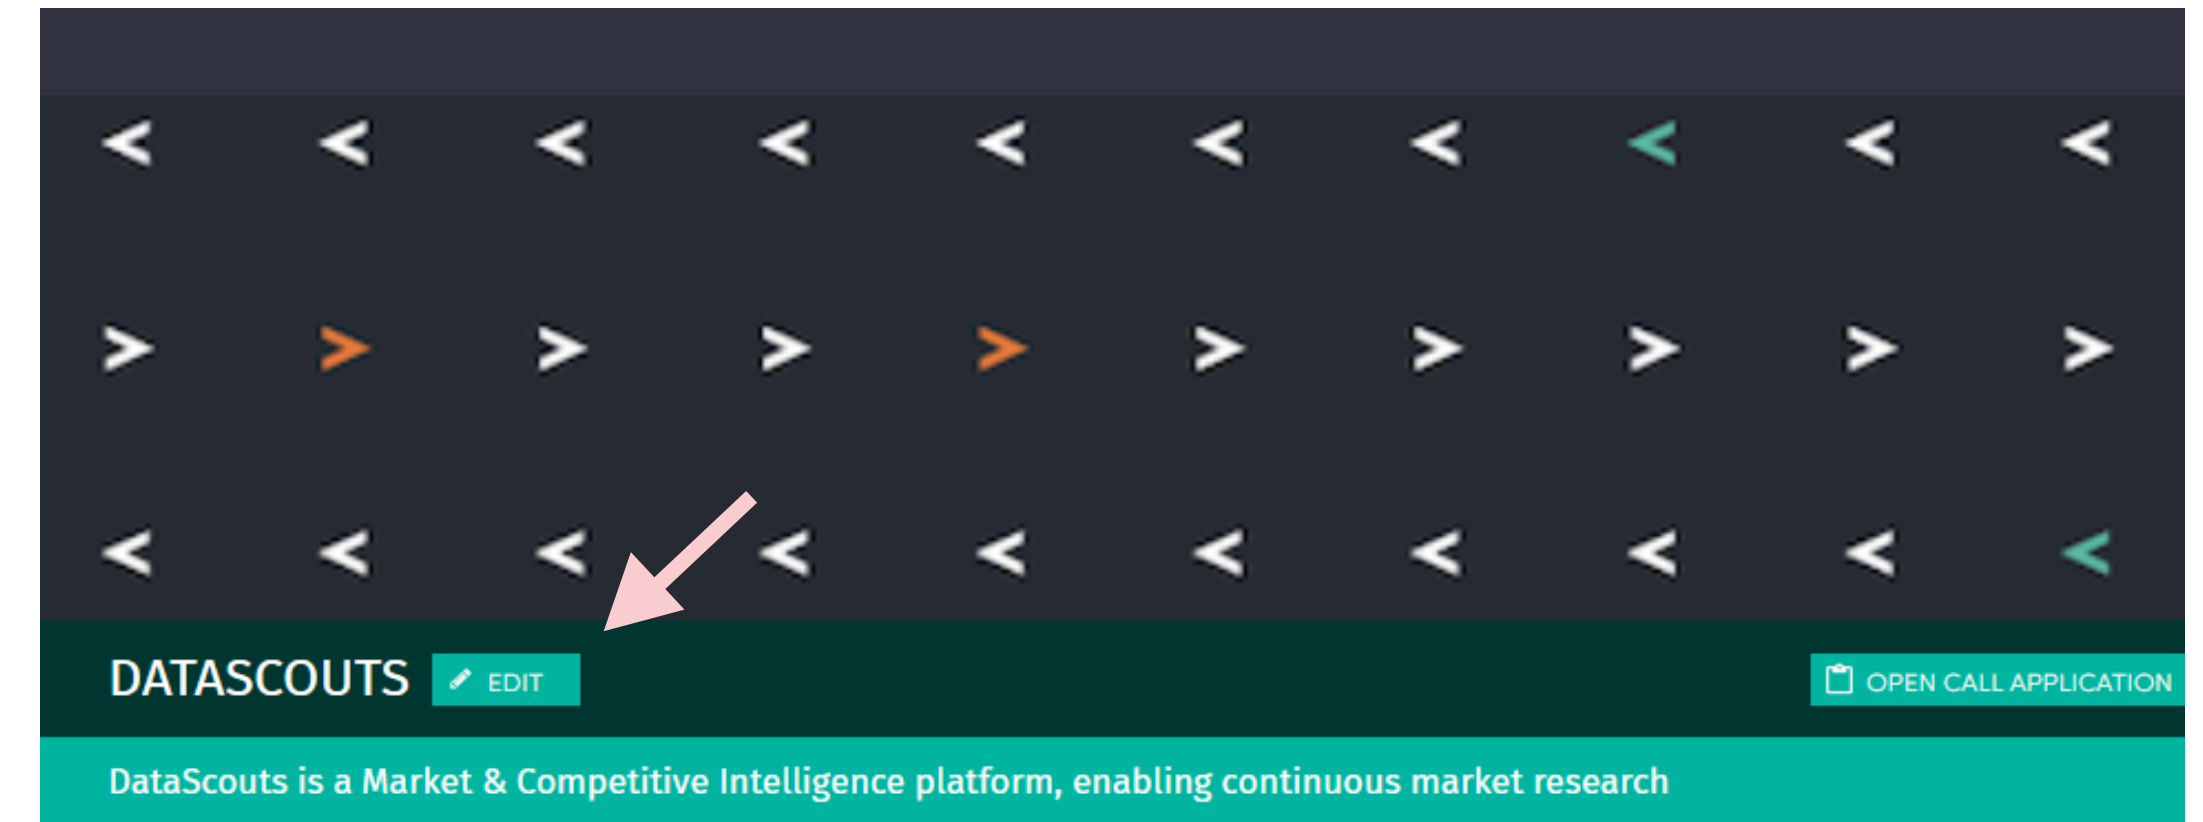 < < < < < < < < < <
> > > > > > > > > >
< < < < < < < < < <
DATASCOUTS EDIT OPEN CALL APPLICATION
DataScouts is a Market & Competitive Intelligence platform, enabling continuous market research